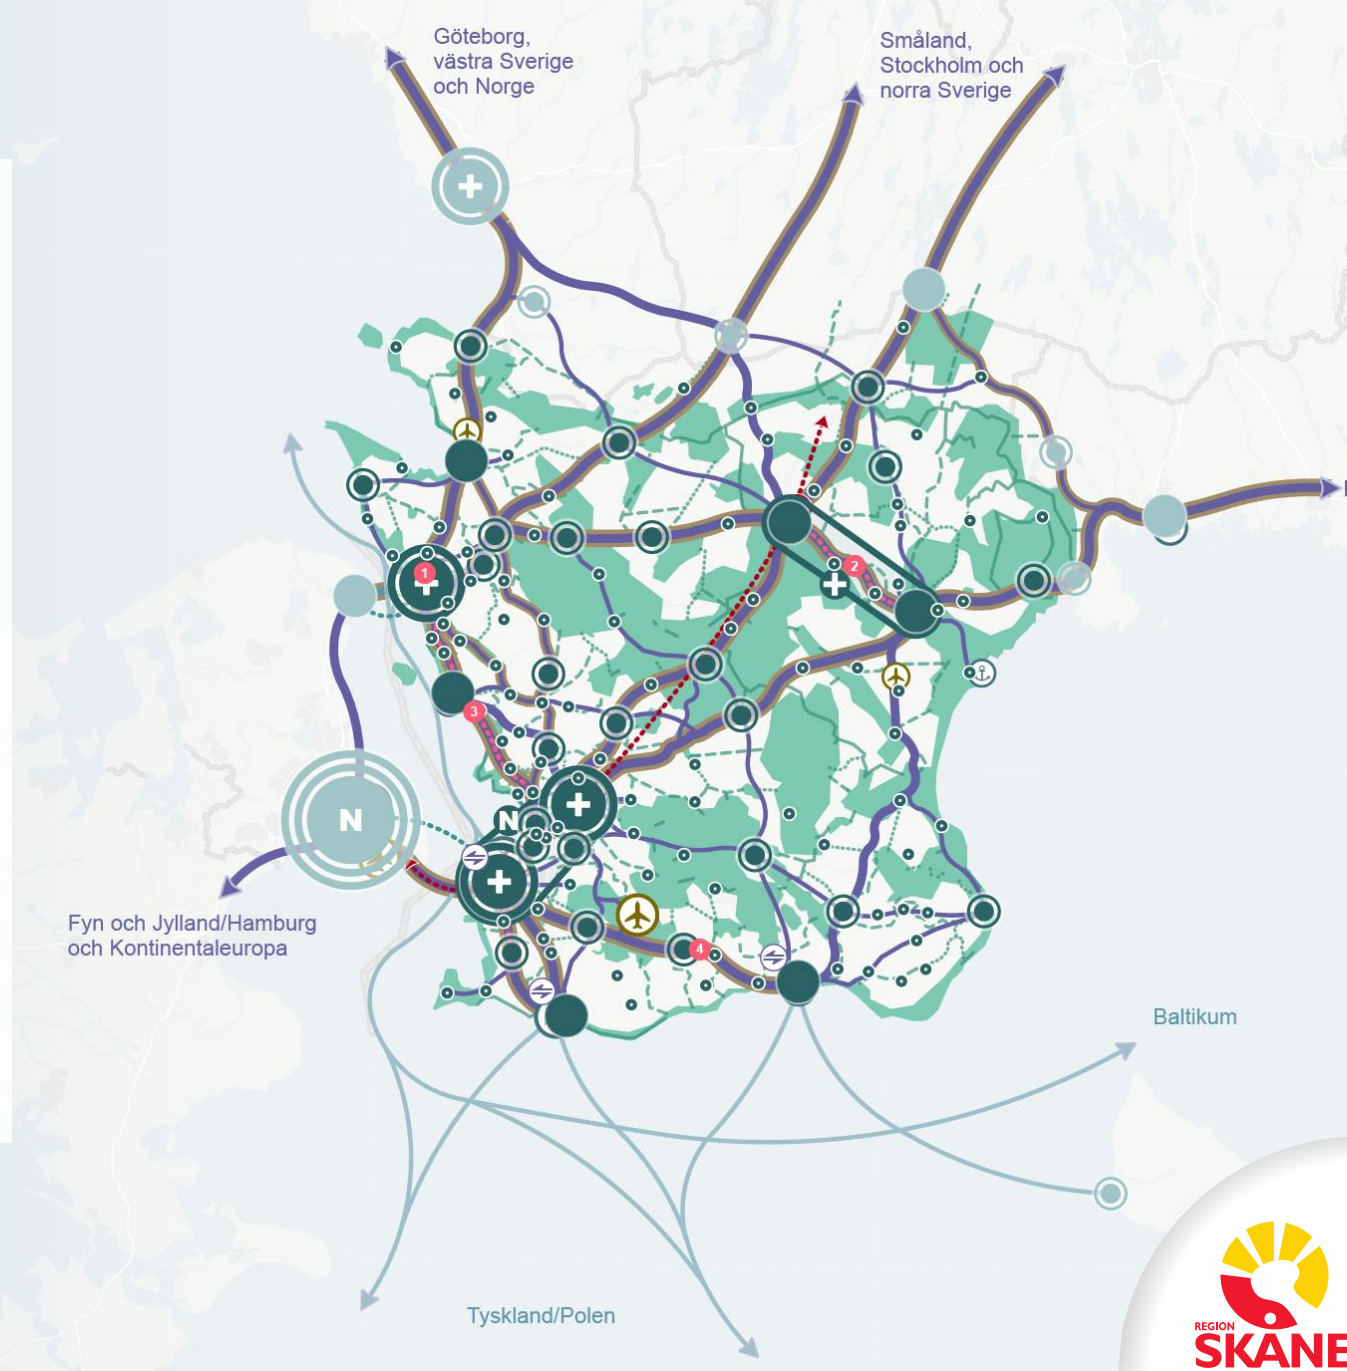 Göteborg,
västra Sverige
och Norge
Småland,
Stockholm och
norra Sverige
1
2
3
N
N
4
Fyn och Jylland/Hamburg
och Kontinentaleuropa
Baltikum
Tyskland/Polen
REGION
SKÅNE